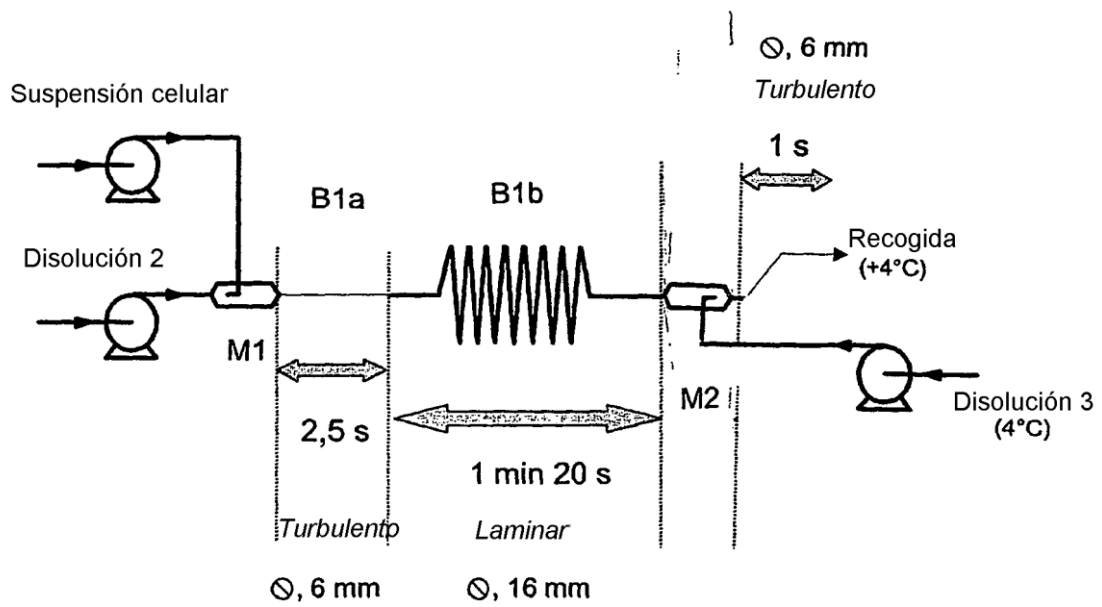 ⦸, 6 mm
Turbulento
Suspensión celular
1 s
B1a
B1b
Disolución 2
Recogida
(+4°C)
M1
M2
2,5 s
Disolución 3
(4°C)
1 min 20 s
Turbulento
Laminar
⦸, 6 mm
⦸, 16 mm